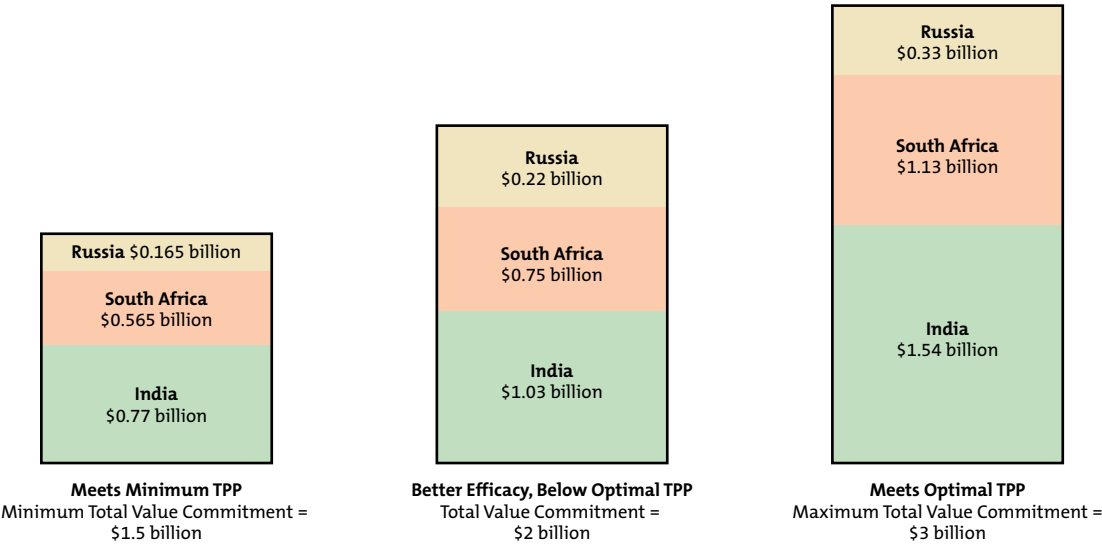 Russia $0.165 billion
South Africa
$0.565 billion
India
$0.77 billion
Meets Minimum TPP
Minimum Total Value Commitment =
$1.5 billion
Russia
$0.22 billion
South Africa
$0.75 billion
India
$1.03 billion
Better Efficacy, Below Optimal TPP
Total Value Commitment =
$2 billion
Russia
$0.33 billion
South Africa
$1.13 billion
India
$1.54 billion
Meets Optimal TPP
Maximum Total Value Commitment =
$3 billion